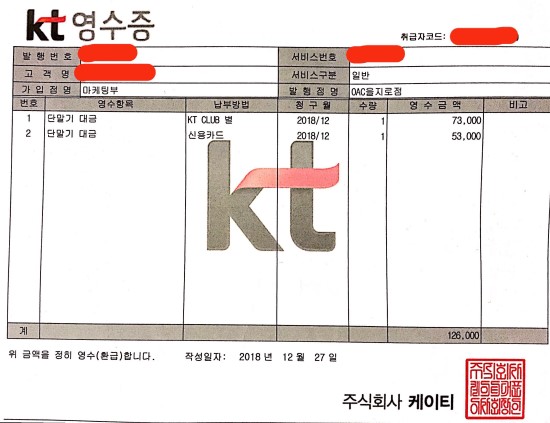 kt 영수증
취급자코드:
발행번호 서비스번호
고객명 서비스구분 일반
가입점명 마케팅부 발행점명 OAC을지로점
번호 영수항목 납부방법 청구월 수량 영수금액 비고
1 단말기 대금 KT CLUB 별 2018/12 1 73,000
2 단말기 대금 신용카드 2018/12 1 53,000
kt
계 126,000
위 금액을 정히 영수(환급)합니다. 작성일자: 2018 년 12 월 27 일
주식회사 케이티